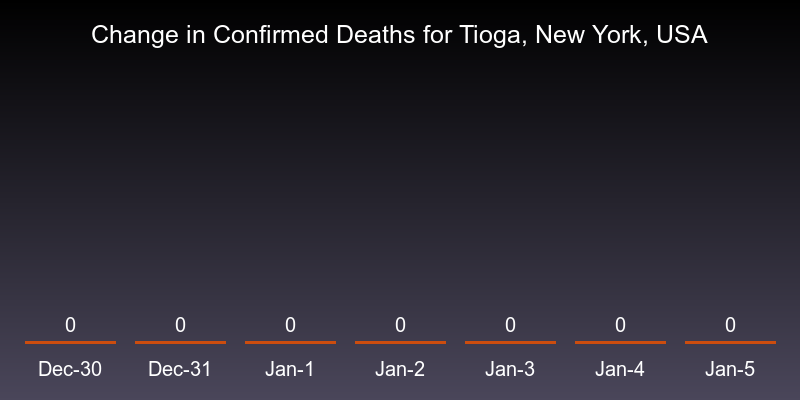 Change in Confirmed Deaths for Tioga, New York, USA
0 0 0 0 0 0 0
Dec-30 Dec-31 Jan-1 Jan-2 Jan-3 Jan-4 Jan-5